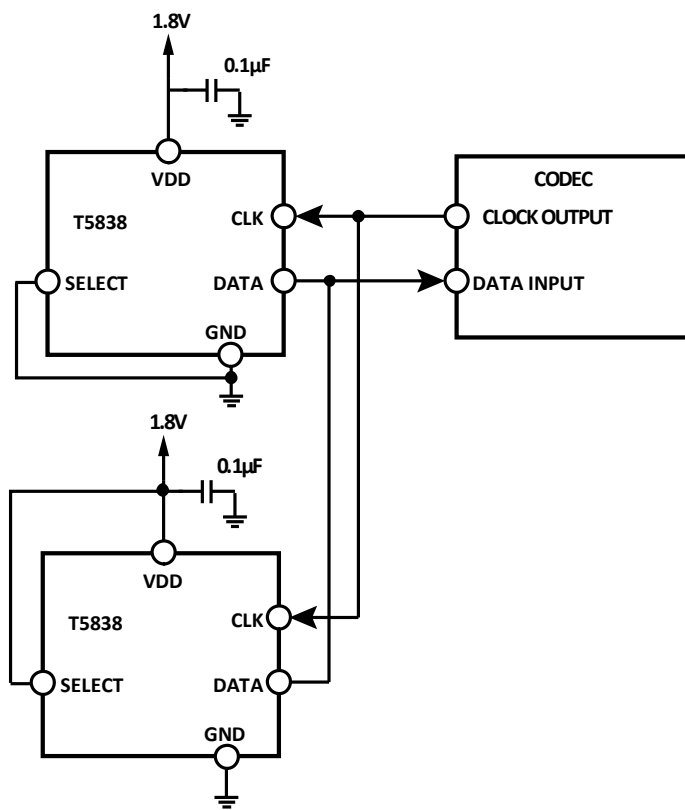 1.8V
0.1µF
VDD
T5838
CLK
SELECT
DATA
GND
CODEC
CLOCK OUTPUT
DATA INPUT
1.8V
0.1µF
VDD
T5838
CLK
SELECT
DATA
GND